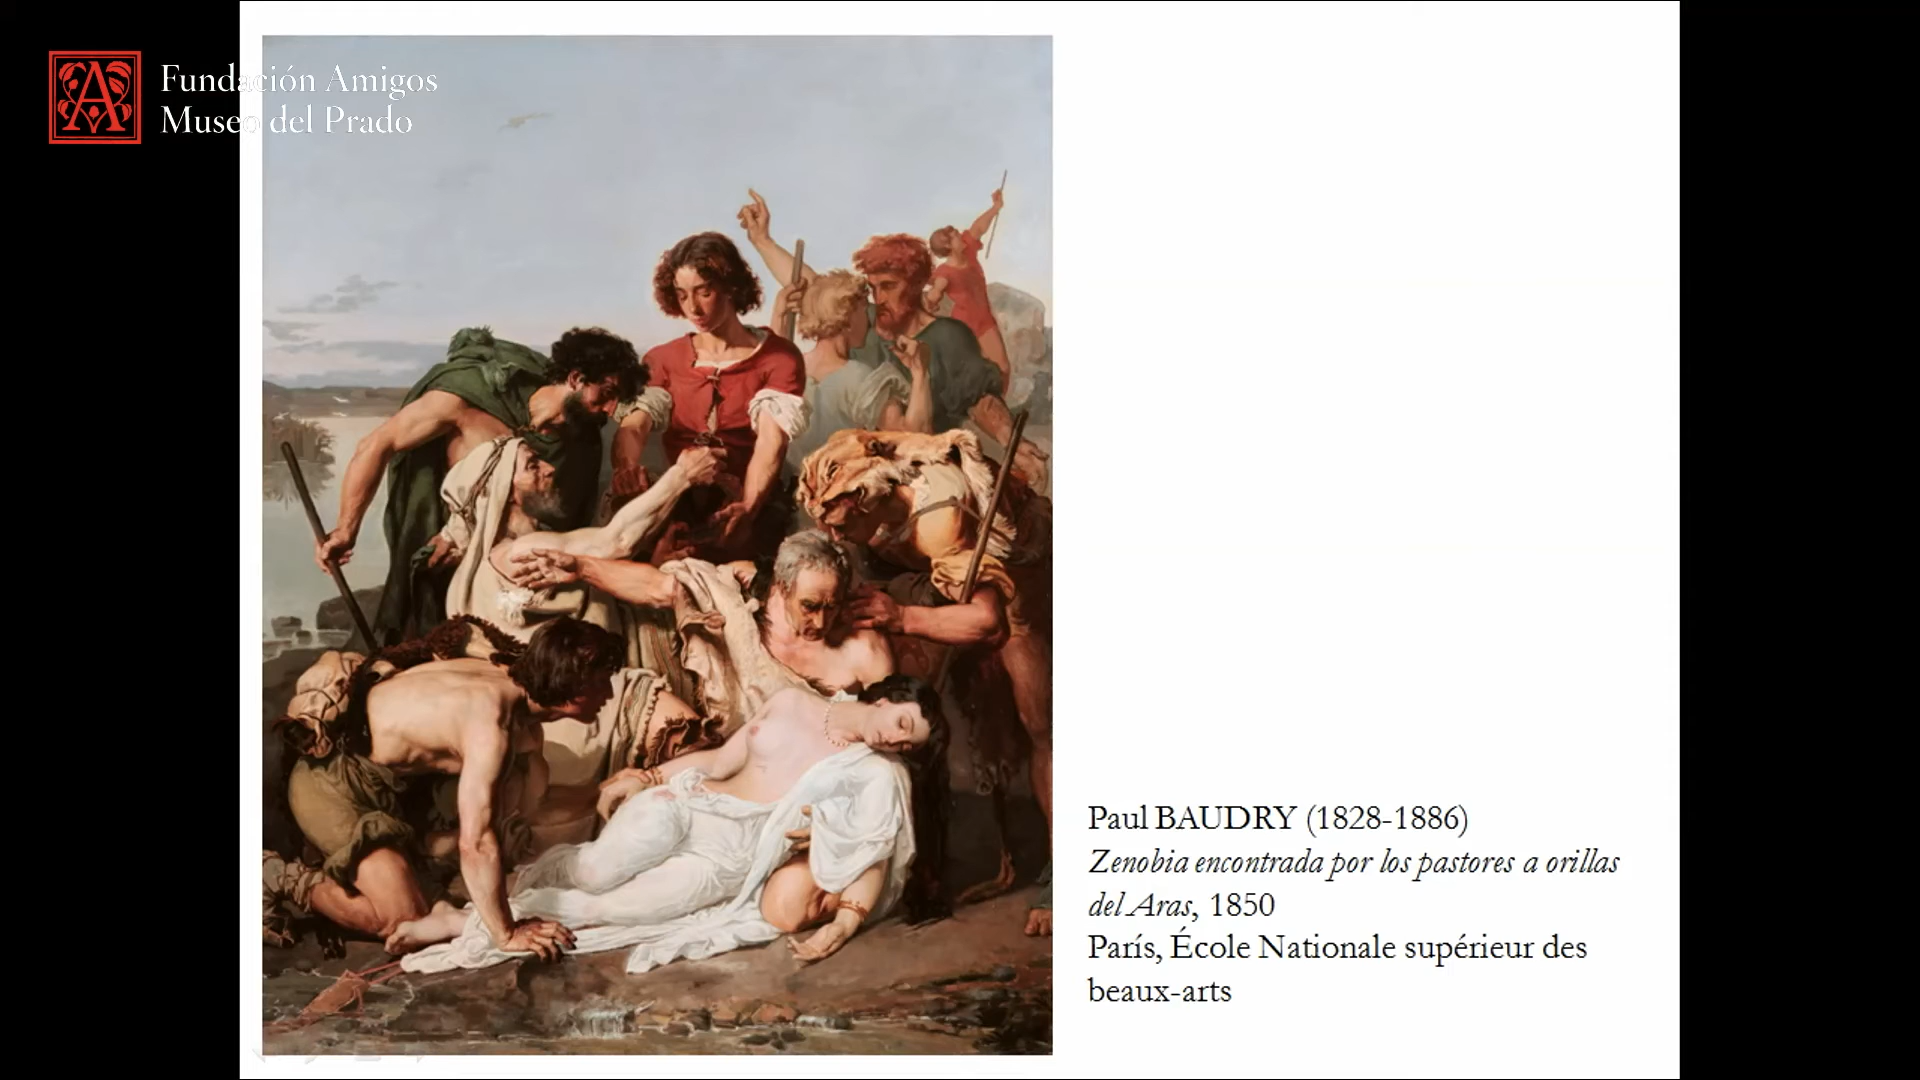 Fundación Amigos
Museo del Prado
Paul BAUDRY (1828-1886)
Zenobia encontrada por los pastores a orillas
del Aras, 1850
París, École Nationale supérieur des
beaux-arts